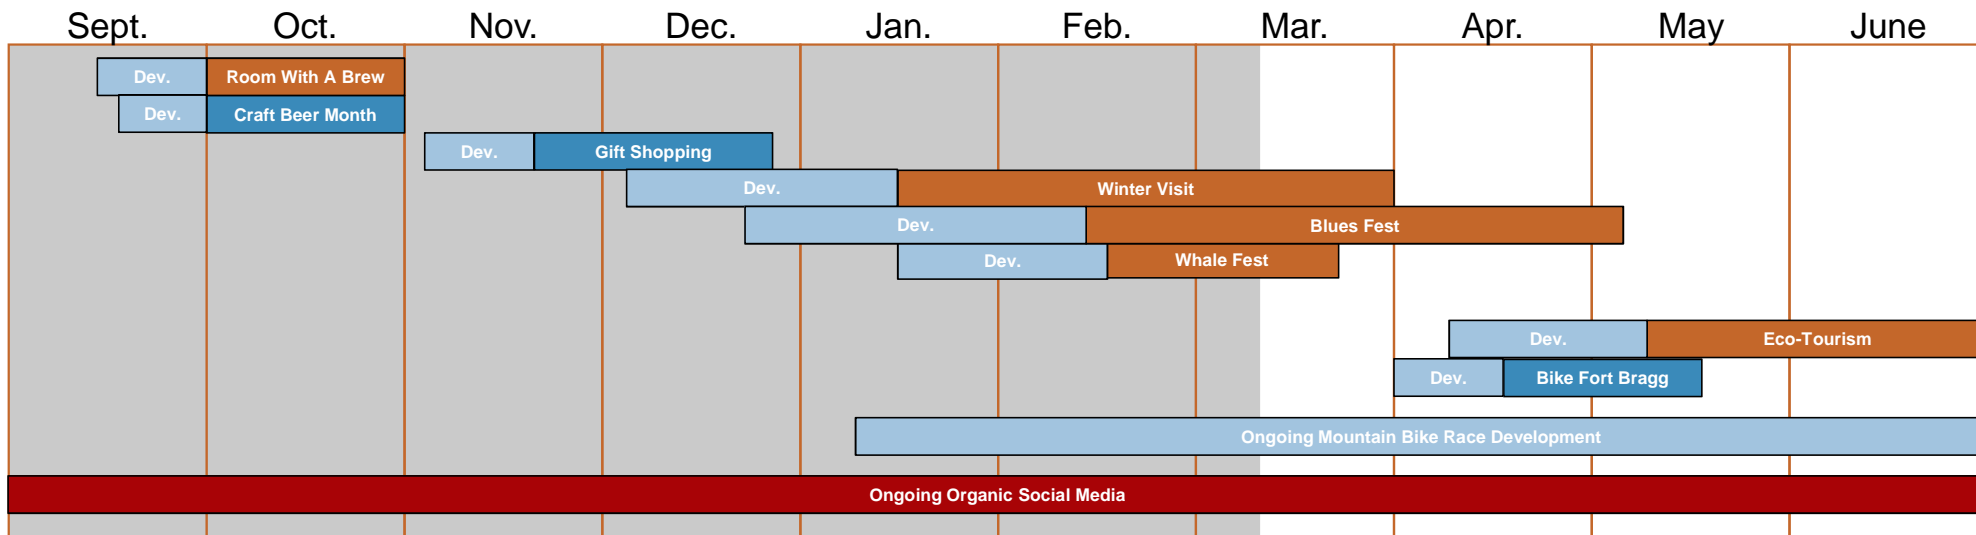 Sept. Oct. Nov. Dec. Jan. Feb. Mar. Apr. May June
Dev. Room With A Brew
Dev. Craft Beer Month
Dev. Gift Shopping
Dev. Winter Visit
Dev. Blues Fest
Dev. Whale Fest
Dev. Eco-Tourism
Dev. Bike Fort Bragg
Ongoing Mountain Bike Race Development
Ongoing Organic Social Media